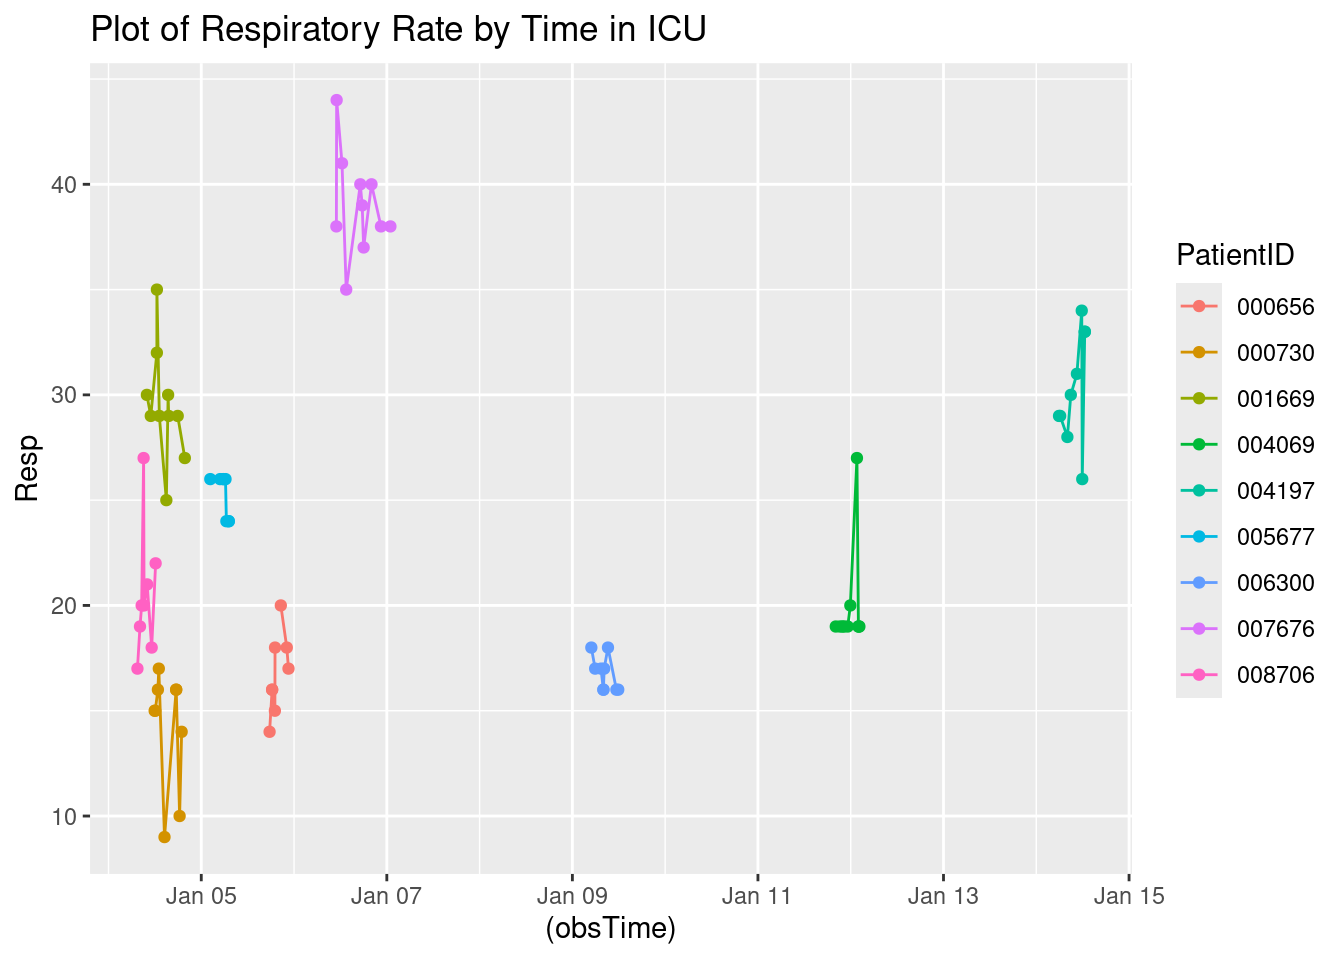 Plot of Respiratory Rate by Time in ICU
Resp
40
30
20
10
Jan 05
Jan 07
Jan 09
Jan 11
Jan 13
Jan 15
(obsTime)
PatientID
000656
000730
001669
004069
004197
005677
006300
007676
008706